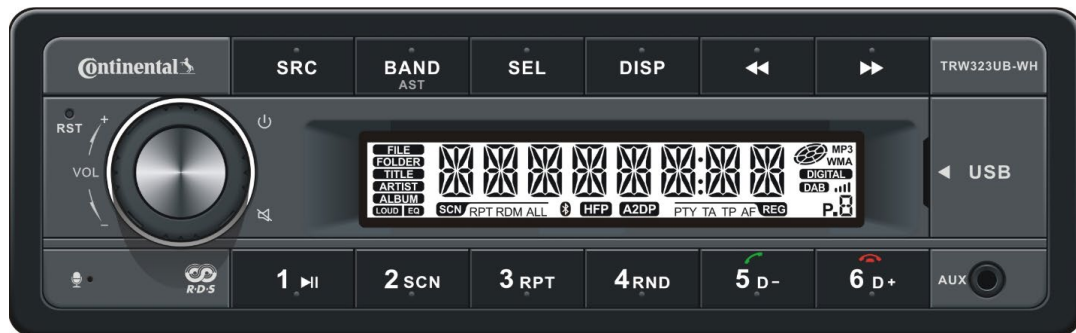 Continental
SRC
BAND
AST
SEL
DISP
TRW323UB-WH
RST
+
VOL
-
FILE
FOLDER
TITLE
ARTIST
ALBUM
LOUD EQ
SCN RPT RDM ALL HFP A2DP PTY TA TP AF REG
MP3
WMA
DIGITAL
DAB
P.8
USB
R·D·S
1
2 SCN
3 RPT
4 RND
5 D-
6 D+
AUX